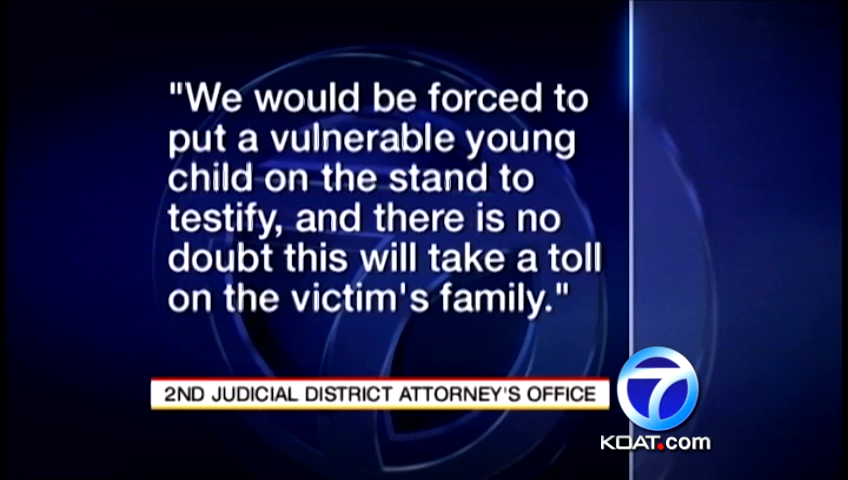 "We would be forced to
put a vulnerable young
child on the stand to
testify, and there is no
doubt this will take a toll
on the victim's family."
2ND JUDICIAL DISTRICT ATTORNEY'S OFFICE
7
KOAT.com